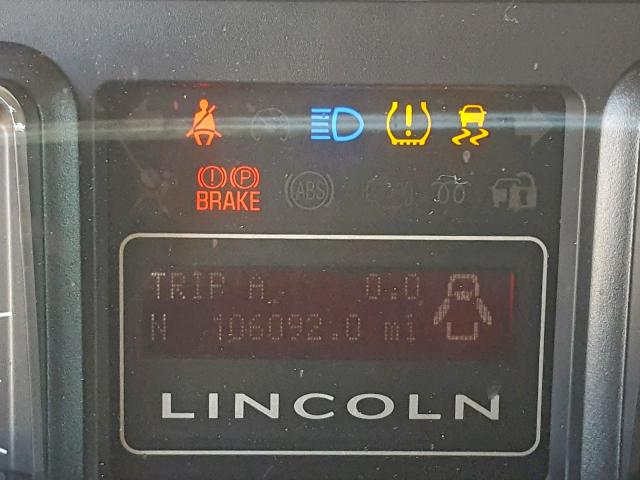 ! P
BRAKE ABS
TRIP A 0.0
N 106092.0 mi
LINCOLN